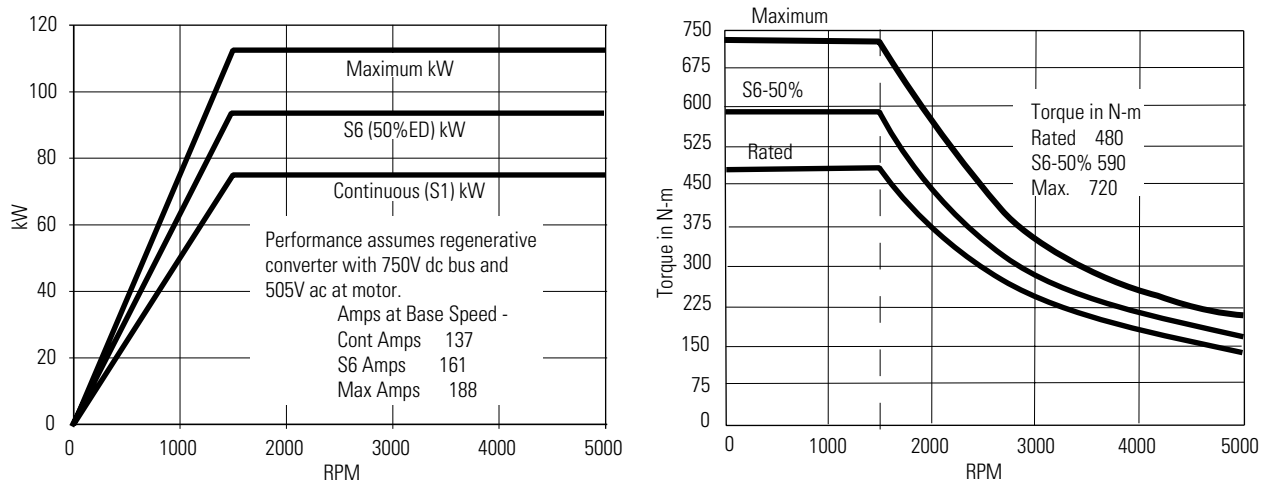 120
100
80
60
40
20
0
kW
Maximum kW
S6 (50%ED) kW
Continuous (S1) kW
Performance assumes regenerative
converter with 750V dc bus and
505V ac at motor.
Amps at Base Speed -
Cont Amps 137
S6 Amps 161
Max Amps 188
0 1000 2000 3000 4000 5000
RPM
Maximum
750
675
600
525
450
375
300
225
150
75
0
Torque in N-m
S6-50%
Rated
Torque in N-m
Rated 480
S6-50% 590
Max. 720
0 1000 2000 3000 4000 5000
RPM